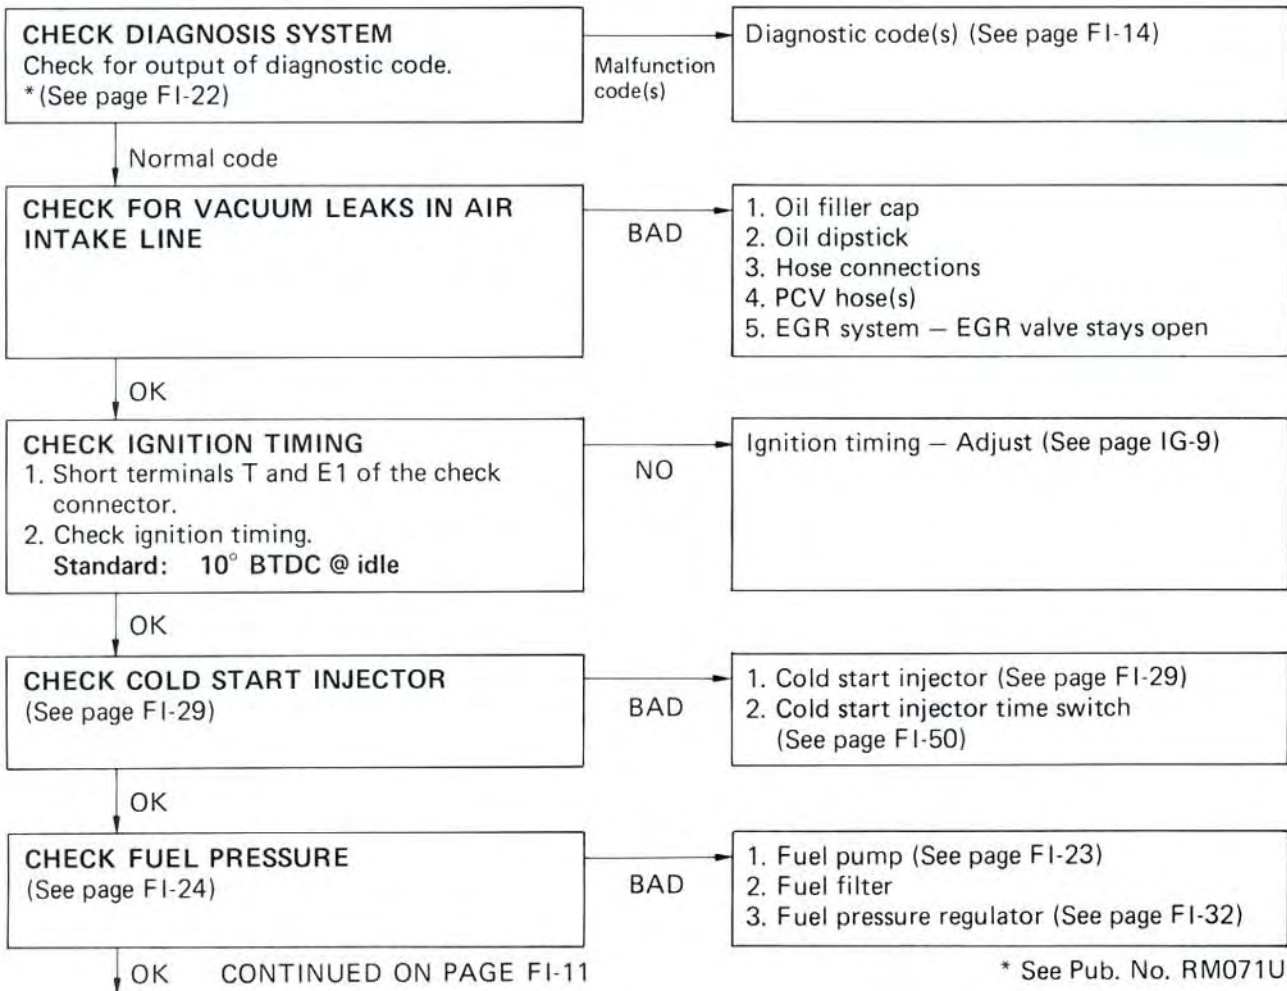 CHECK DIAGNOSIS SYSTEM
Check for output of diagnostic code.
*(See page FI-22)
Malfunction
code(s)
Diagnostic code(s) (See page FI-14)
Normal code
CHECK FOR VACUUM LEAKS IN AIR
INTAKE LINE
BAD
1. Oil filler cap
2. Oil dipstick
3. Hose connections
4. PCV hose(s)
5. EGR system — EGR valve stays open
OK
CHECK IGNITION TIMING
1. Short terminals T and E1 of the check
connector.
2. Check ignition timing.
Standard: 10° BTDC @ idle
NO
Ignition timing — Adjust (See page IG-9)
OK
CHECK COLD START INJECTOR
(See page FI-29)
BAD
1. Cold start injector (See page FI-29)
2. Cold start injector time switch
(See page FI-50)
OK
CHECK FUEL PRESSURE
(See page FI-24)
BAD
1. Fuel pump (See page FI-23)
2. Fuel filter
3. Fuel pressure regulator (See page FI-32)
OK CONTINUED ON PAGE FI-11
* See Pub. No. RM071U